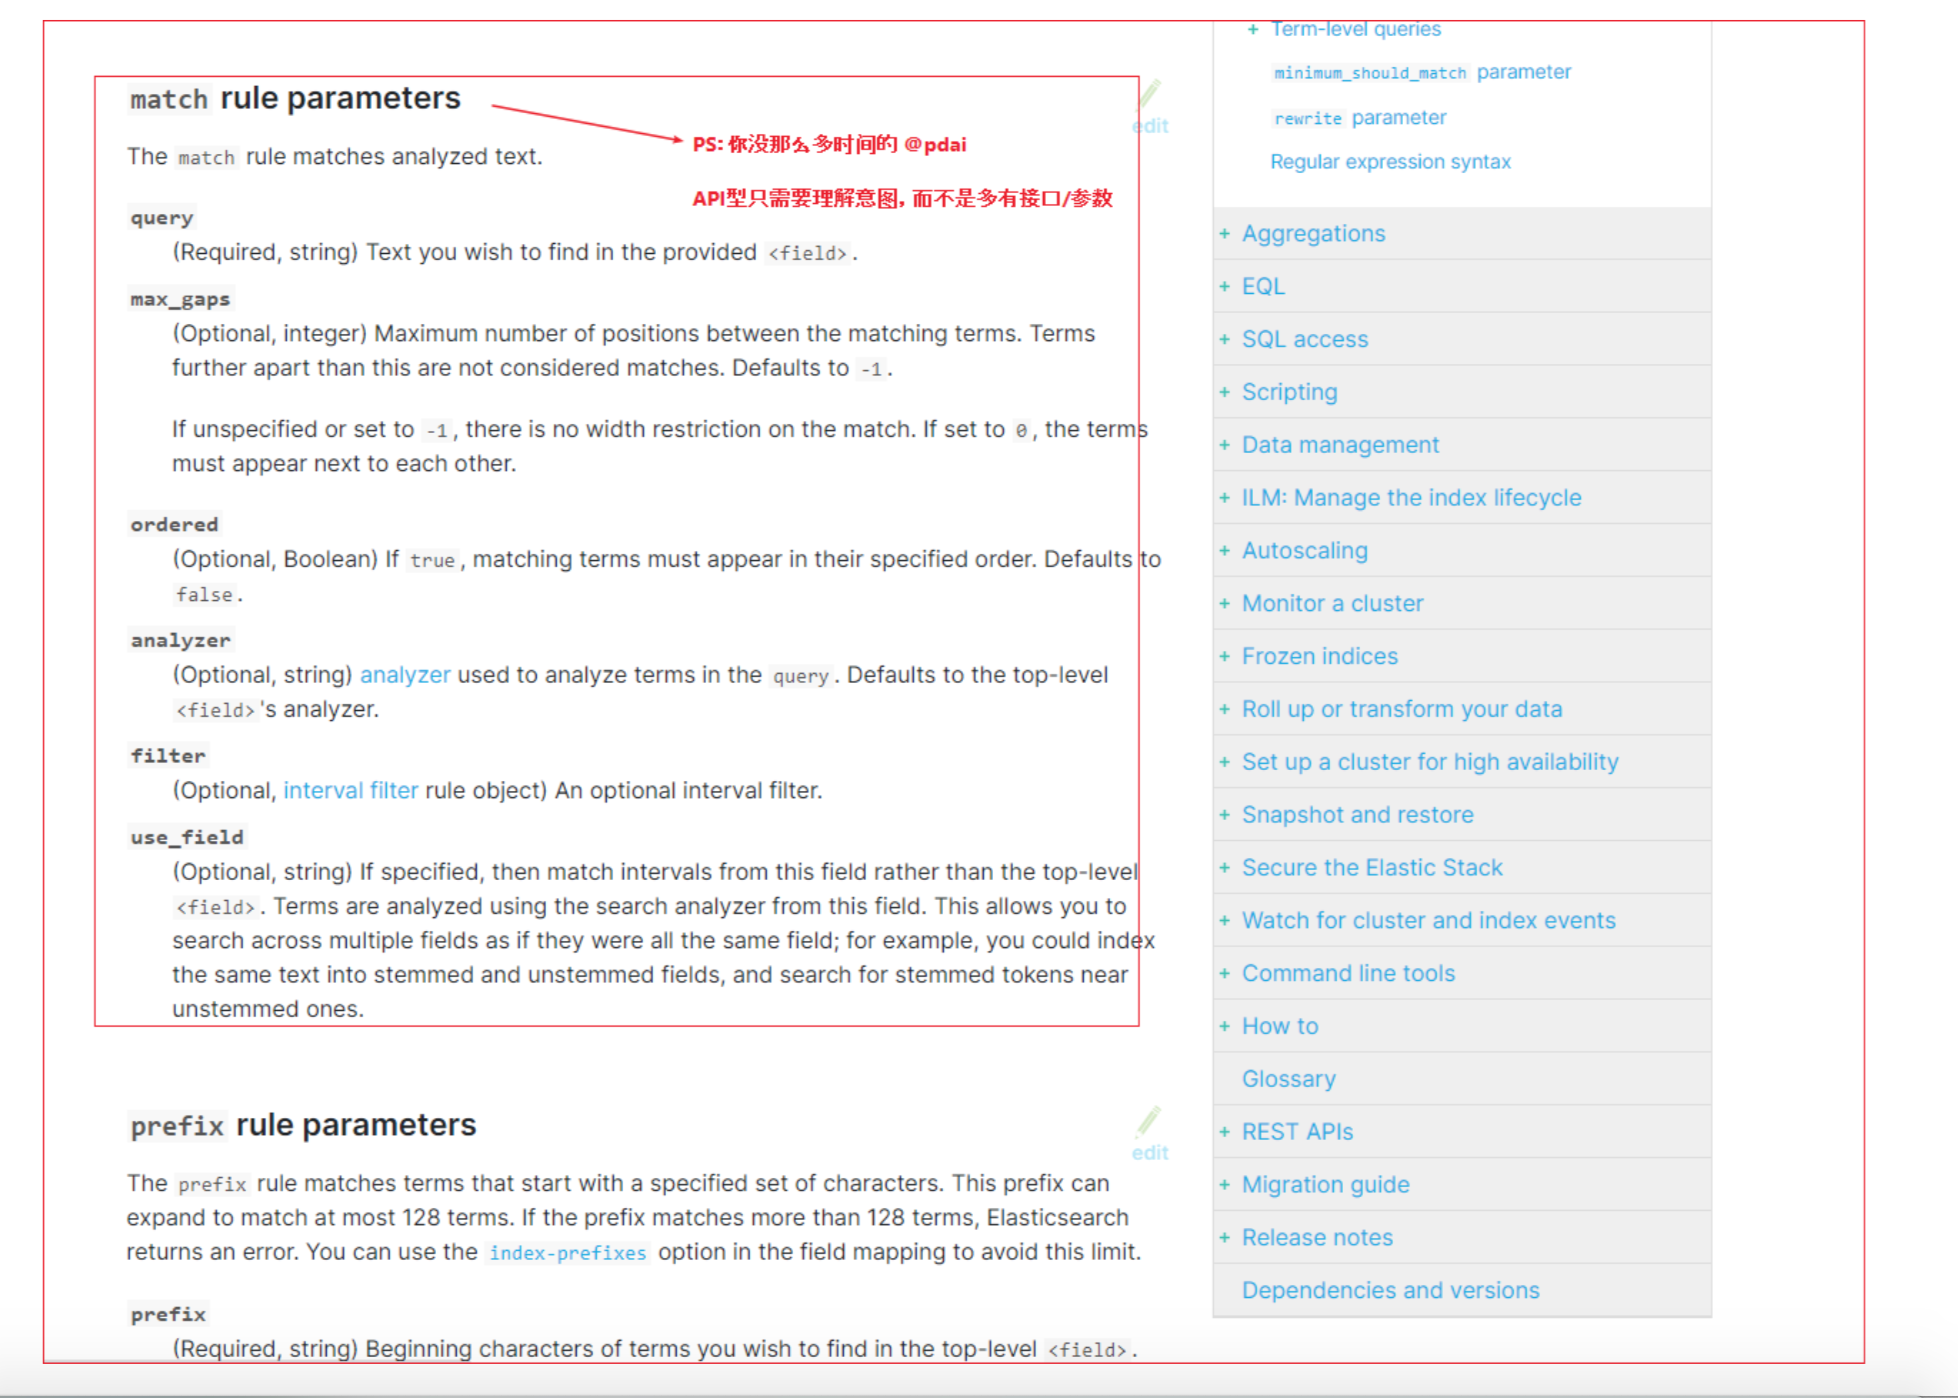 match rule parameters
edit
PS: 你没那么多时间的 @pdai
The match rule matches analyzed text.
API型只需要理解意图，而不是多有接口/参数
query
(Required, string) Text you wish to find in the provided <field>.
max_gaps
(Optional, integer) Maximum number of positions between the matching terms. Terms
further apart than this are not considered matches. Defaults to -1.
If unspecified or set to -1, there is no width restriction on the match. If set to 0, the terms
must appear next to each other.
ordered
(Optional, Boolean) If true, matching terms must appear in their specified order. Defaults to
false.
analyzer
(Optional, string) analyzer used to analyze terms in the query. Defaults to the top-level
<field>'s analyzer.
filter
(Optional, interval filter rule object) An optional interval filter.
use_field
(Optional, string) If specified, then match intervals from this field rather than the top-level
<field>. Terms are analyzed using the search analyzer from this field. This allows you to
search across multiple fields as if they were all the same field; for example, you could index
the same text into stemmed and unstemmed fields, and search for stemmed tokens near
unstemmed ones.
prefix rule parameters
edit
The prefix rule matches terms that start with a specified set of characters. This prefix can
expand to match at most 128 terms. If the prefix matches more than 128 terms, Elasticsearch
returns an error. You can use the index-prefixes option in the field mapping to avoid this limit.
prefix
(Required, string) Beginning characters of terms you wish to find in the top-level <field>.
+ Term-level queries
minimum_should_match parameter
rewrite parameter
Regular expression syntax
+ Aggregations
+ EQL
+ SQL access
+ Scripting
+ Data management
+ ILM: Manage the index lifecycle
+ Autoscaling
+ Monitor a cluster
+ Frozen indices
+ Roll up or transform your data
+ Set up a cluster for high availability
+ Snapshot and restore
+ Secure the Elastic Stack
+ Watch for cluster and index events
+ Command line tools
+ How to
Glossary
+ REST APIs
+ Migration guide
+ Release notes
Dependencies and versions